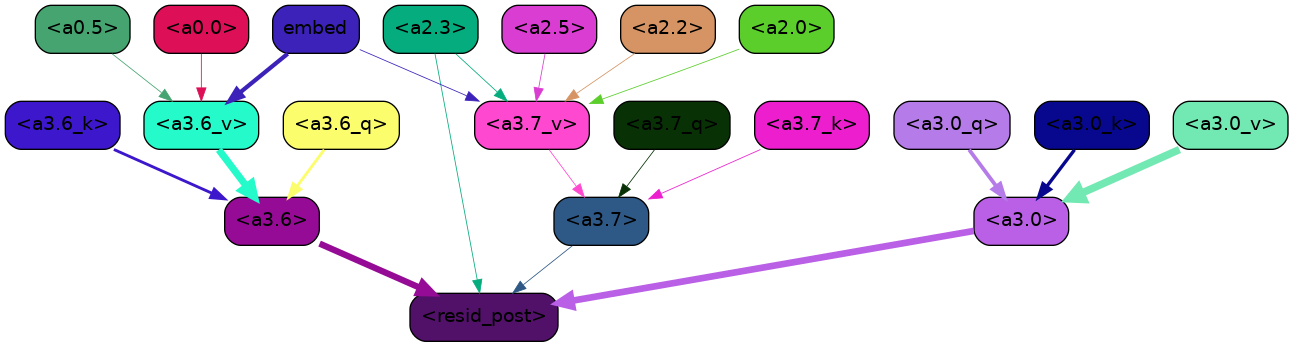 <a0.5> <a0.0> embed <a2.3> <a2.5> <a2.2> <a2.0>
<a3.6_k> <a3.6_v> <a3.6_q> <a3.7_v> <a3.7_q> <a3.7_k> <a3.0_q> <a3.0_k> <a3.0_v>
<a3.6> <a3.7> <a3.0>
<resid_post>